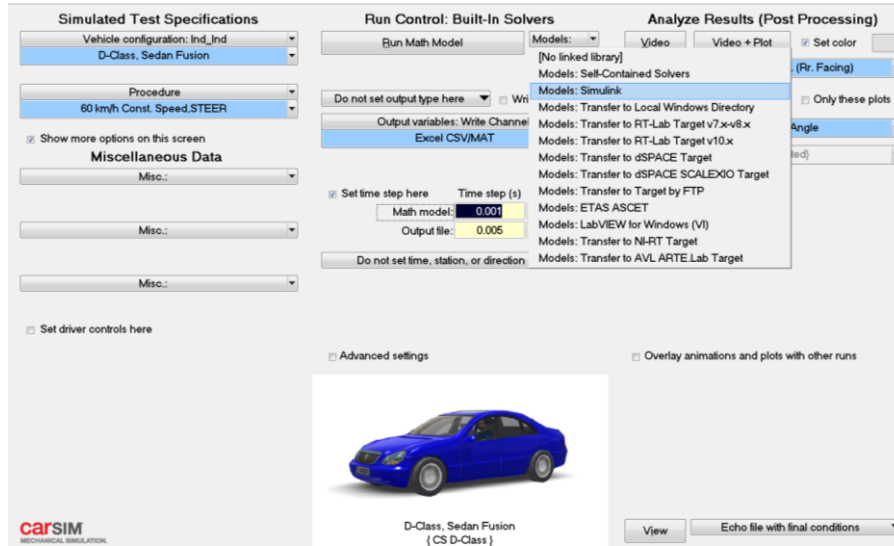 Simulated Test Specifications
Vehicle configuration: Ind_Ind
D-Class, Sedan Fusion
Procedure
60 km/h Const. Speed,STEER
Show more options on this screen
Miscellaneous Data
Misc.:
Misc.:
Misc.:
Set driver controls here
Run Control: Built-In Solvers
Run Math Model
Models:
[No linked library]
Models: Self-Contained Solvers
Models: Simulink
Models: Transfer to Local Windows Directory
Models: Transfer to RT-Lab Target v7.x-v8.x
Models: Transfer to RT-Lab Target v10.x
Models: Transfer to dSPACE Target
Models: Transfer to dSPACE SCALEXIO Target
Models: Transfer to Target by FTP
Models: ETAS ASCET
Models: LabVIEW for Windows (VI)
Models: Transfer to NI-RT Target
Models: Transfer to AVL ARTE.Lab Target
Do not set output type here
Wri
Output variables: Write Channe
Excel CSV/MAT
Set time step here Time step (s)
Math model: 0.001
Output file: 0.005
Do not set time, station, or direction
Advanced settings
D-Class, Sedan Fusion
{ CS D-Class }
Analyze Results (Post Processing)
Video
Video + Plot
Set color
. (Rr. Facing)
Only these plots
Angle
ted}
Overlay animations and plots with other runs
View
Echo file with final conditions
carSIM
MECHANICAL SIMULATION.